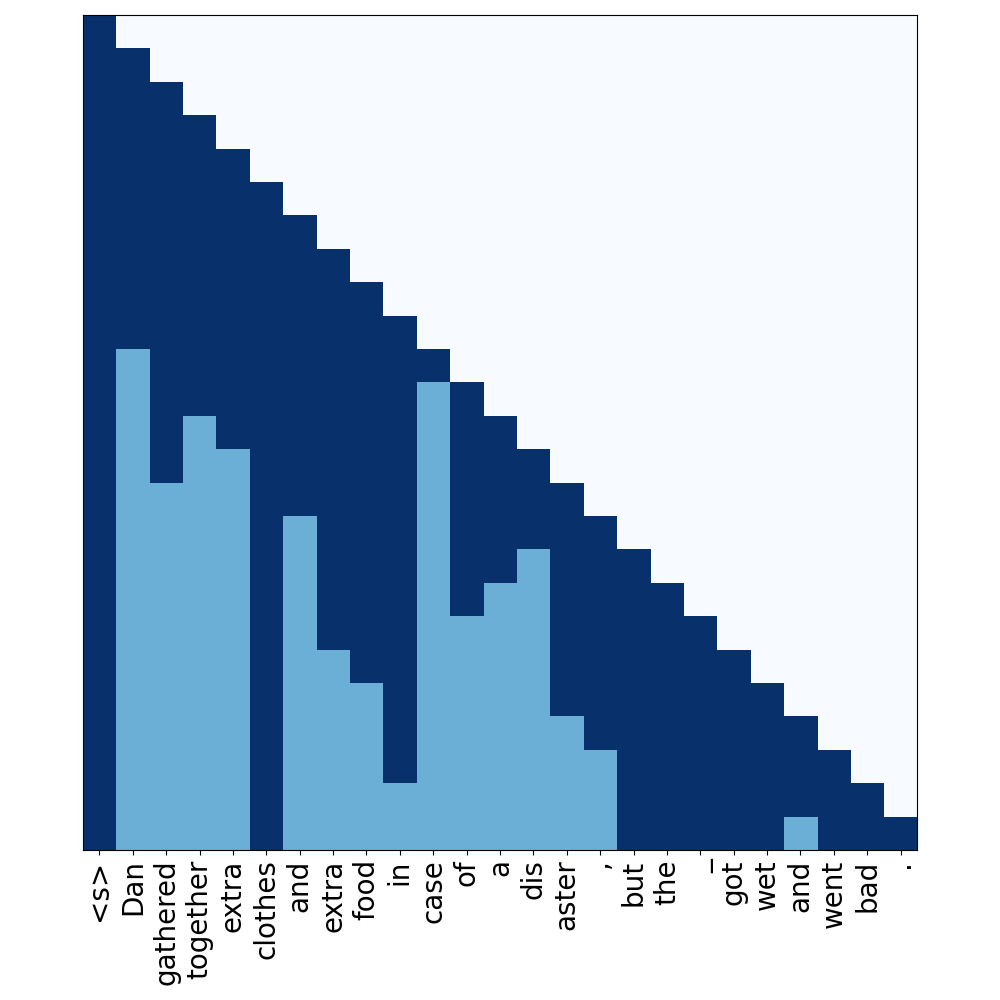 <s> Dan gathered together extra clothes and extra food in case of a dis aster , but the _ got wet and went bad .